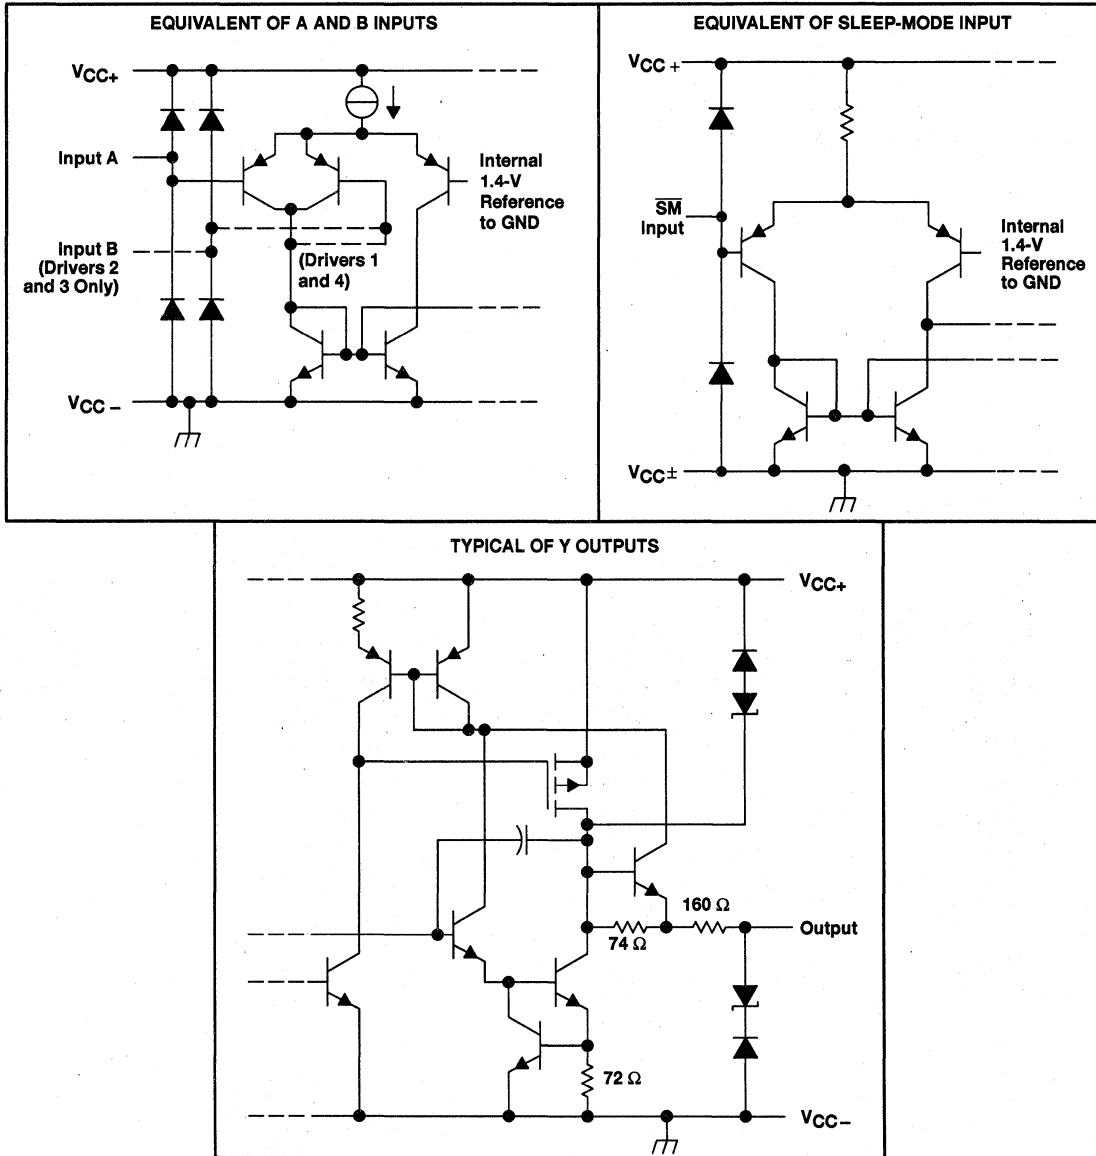 EQUIVALENT OF A AND B INPUTS
VCC+
Input A
Internal
1.4-V
Reference
to GND
Input B
(Drivers 2
and 3 Only)
(Drivers 1
and 4)
VCC−
EQUIVALENT OF SLEEP-MODE INPUT
VCC+
S̅M̅
Input
Internal
1.4-V
Reference
to GND
VCC±
TYPICAL OF Y OUTPUTS
VCC+
160 Ω
74 Ω
Output
72 Ω
VCC−